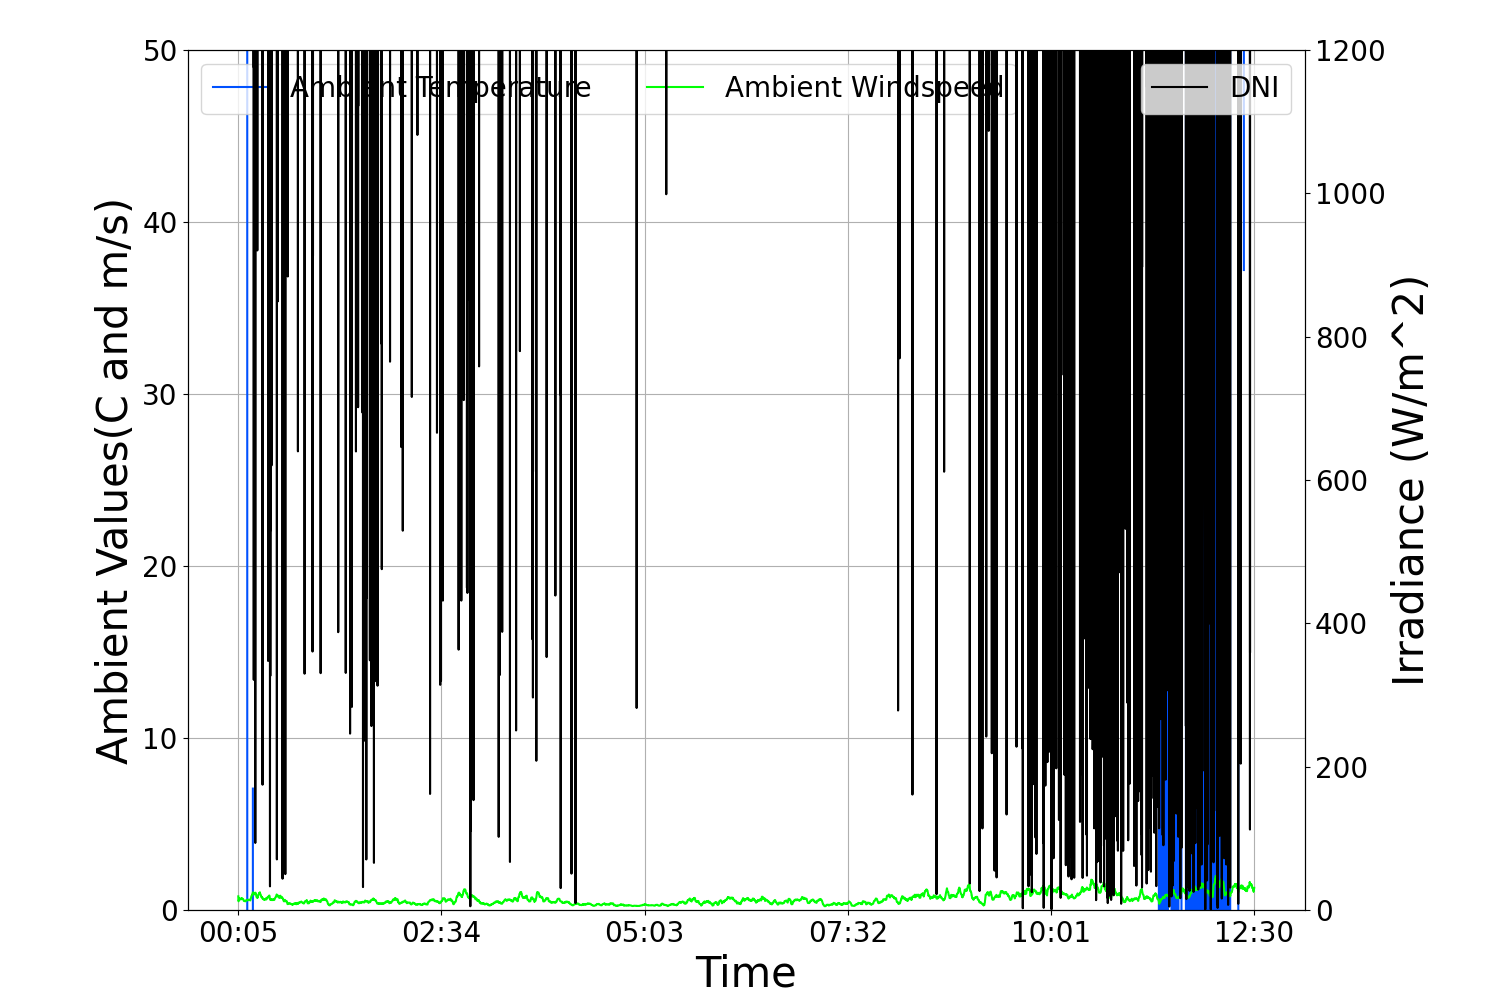 50
40
30
20
10
0
Ambient Values(C and m/s)
Ambient Temperature
Ambient Windspeed
DNI
1200
1000
800
600
400
200
0
Irradiance (W/m^2)
00:05 02:34 05:03 07:32 10:01 12:30
Time